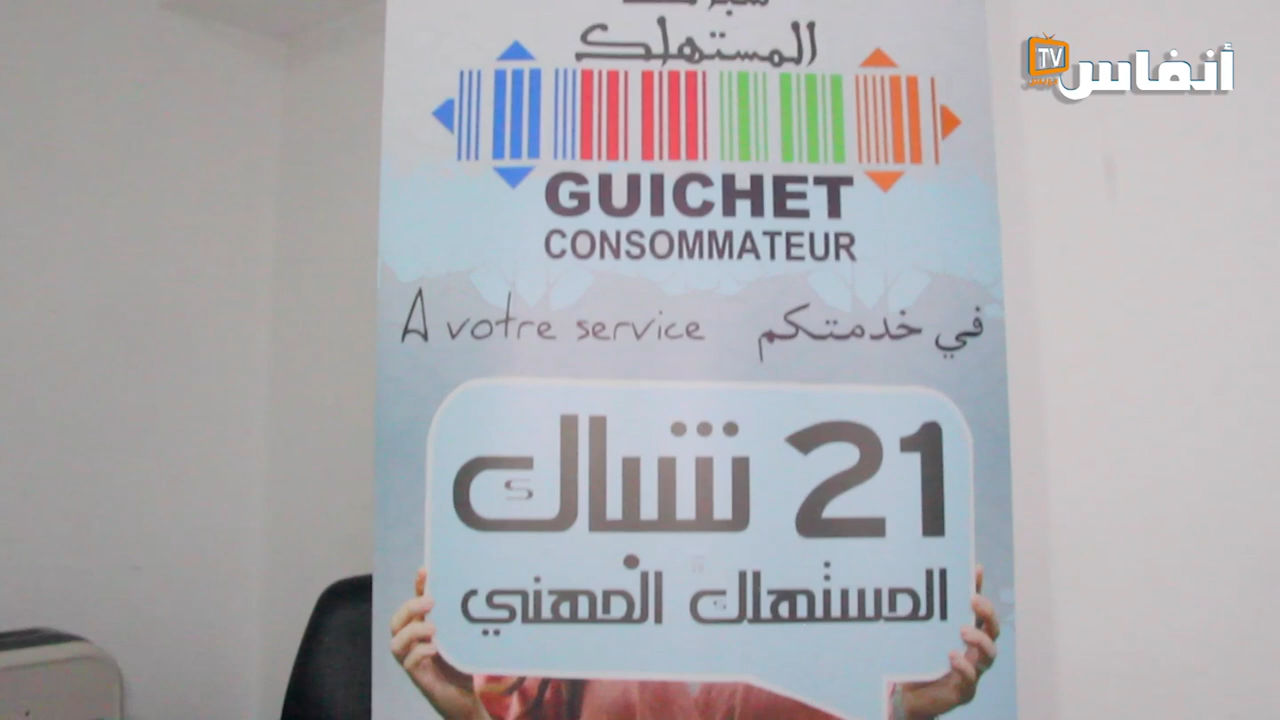 المستهلك
TV أنفاس
GUICHET
CONSOMMATEUR
A votre service في خدمتكم
21 شباك
المستهلك المهني